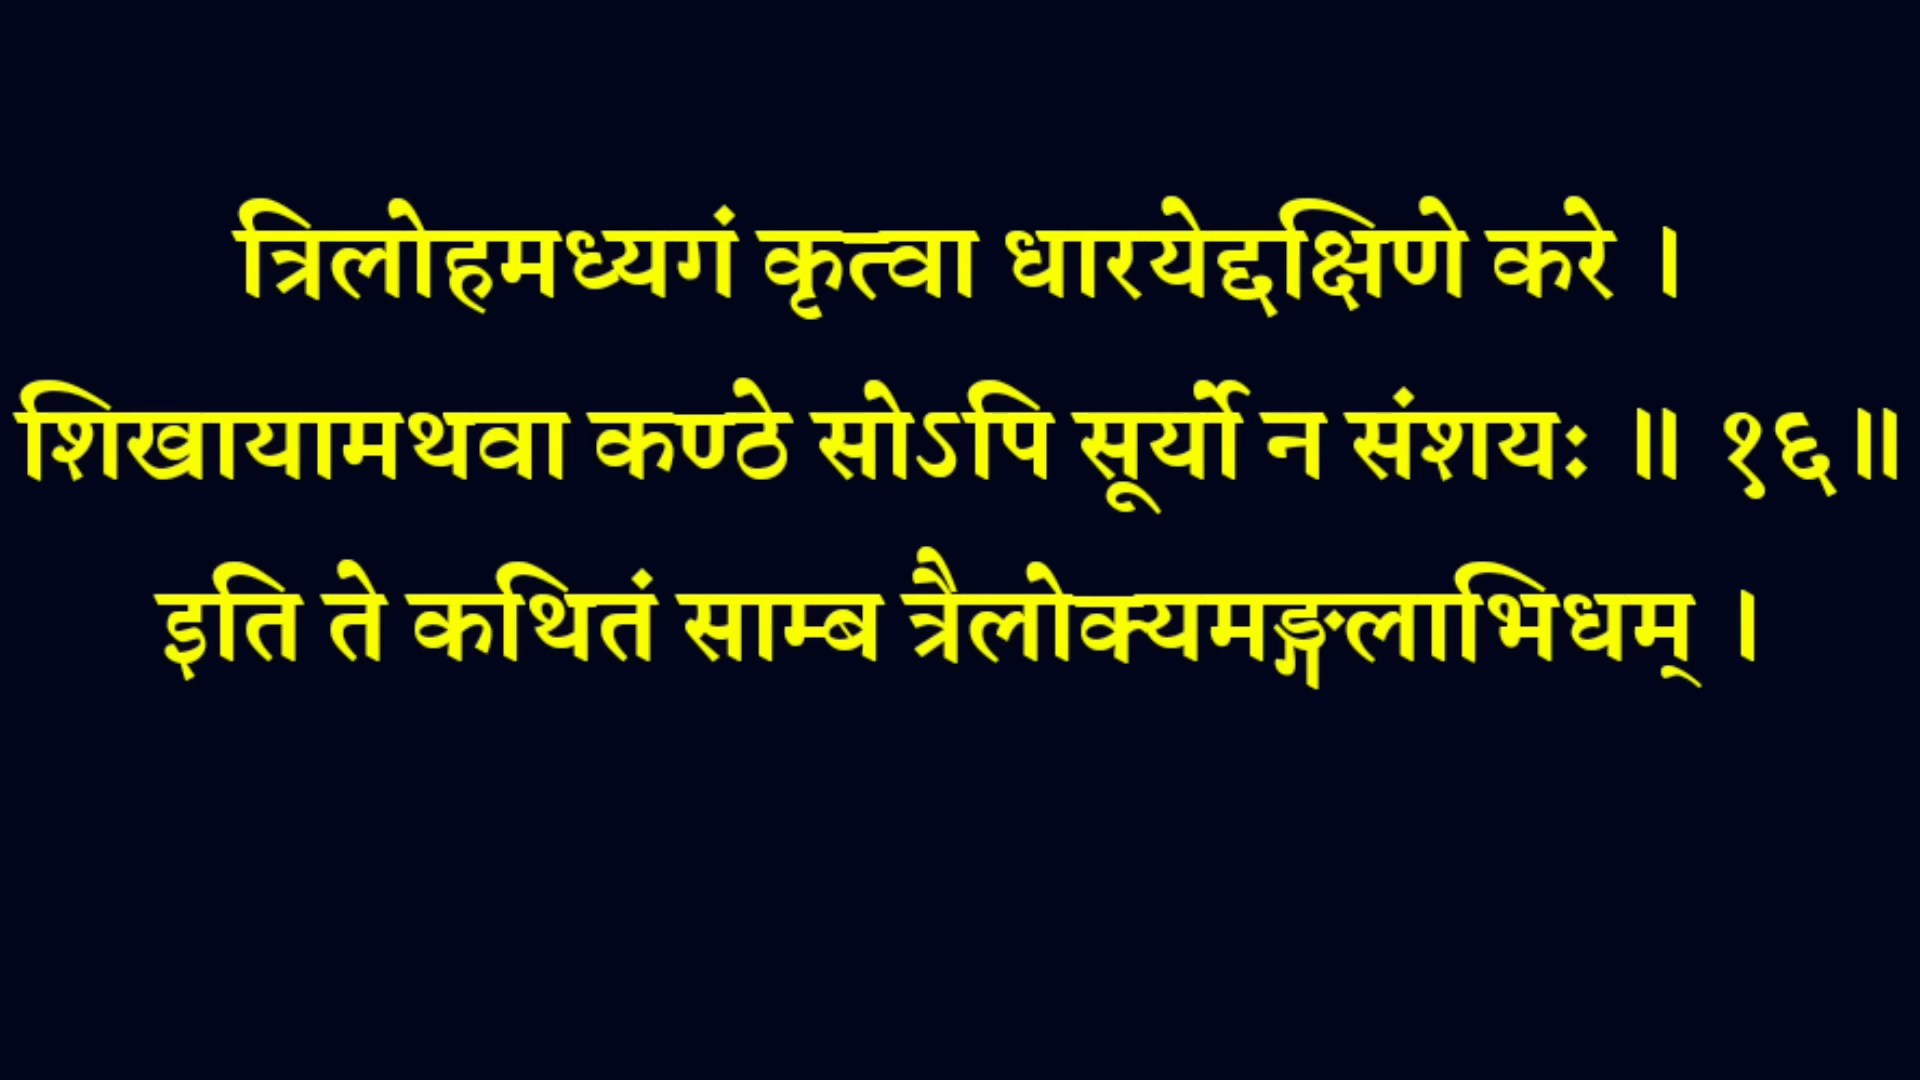 त्रिलोहमध्यगं कृत्वा धारयेद्दक्षिणे करे ।
शिखायामथवा कण्ठे सोऽपि सूर्यो न संशयः ॥ १६॥
इति ते कथितं साम्ब त्रैलोक्यमङ्गलाभिधम् ।